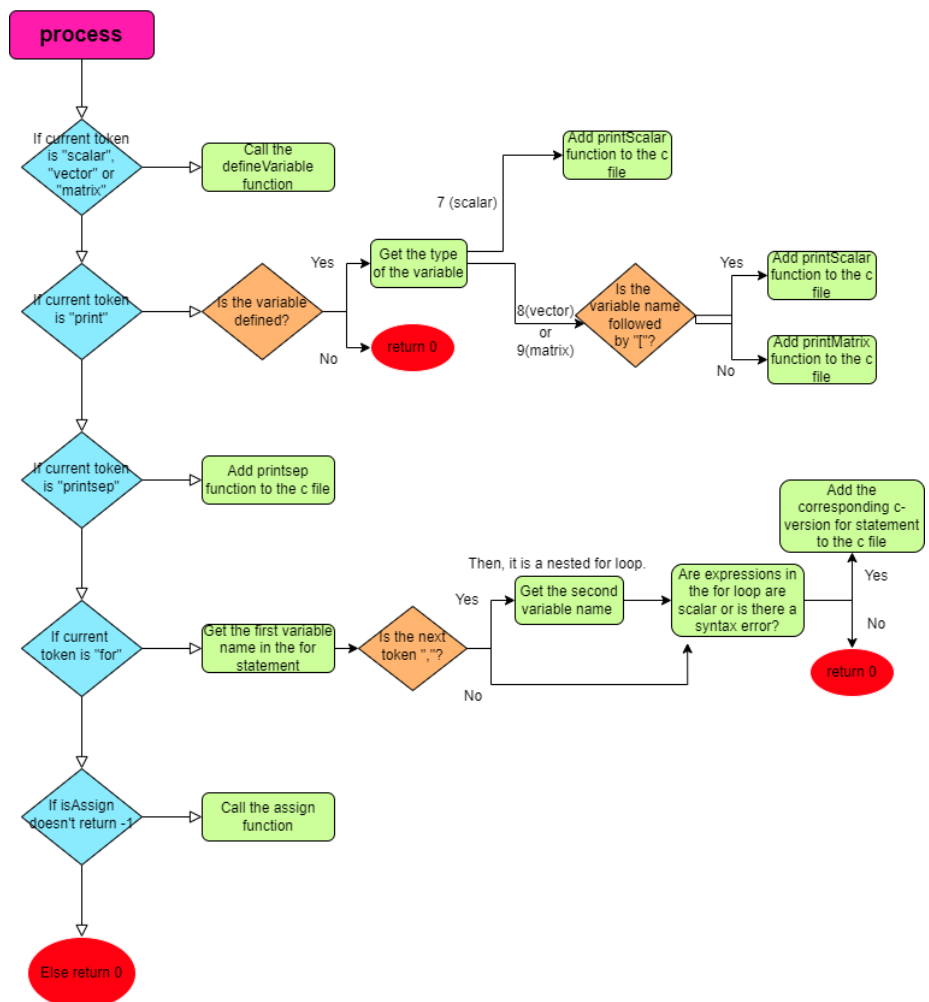 process
If current token
is "scalar",
"vector" or
"matrix"
Call the
defineVariable
function
Add printScalar
function to the c
file
7 (scalar)
If current token
is "print"
Is the variable
defined?
Yes
No
Get the type
of the variable
return 0
8(vector)
or
9(matrix)
Is the
variable name
followed
by "["?
Yes
No
Add printScalar
function to the c
file
Add printMatrix
function to the c
file
If current token
is "printsep"
Add printsep
function to the c file
If current
token is "for"
Get the first variable
name in the for
statement
Is the next
token ","?
Yes
No
Then, it is a nested for loop.
Get the second
variable name
Are expressions in
the for loop are
scalar or is there a
syntax error?
Add the
corresponding c-
version for statement
to the c file
Yes
No
return 0
If isAssign
doesn't return -1
Call the assign
function
Else return 0